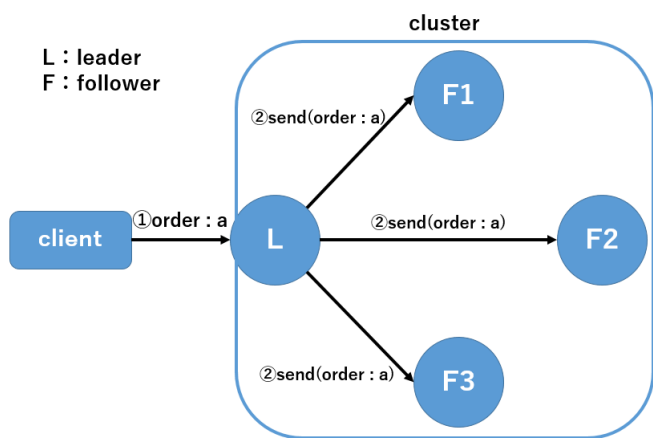 cluster
L：leader
F：follower
F1
②send(order : a)
①order : a
②send(order : a)
client
L
F2
②send(order : a)
F3